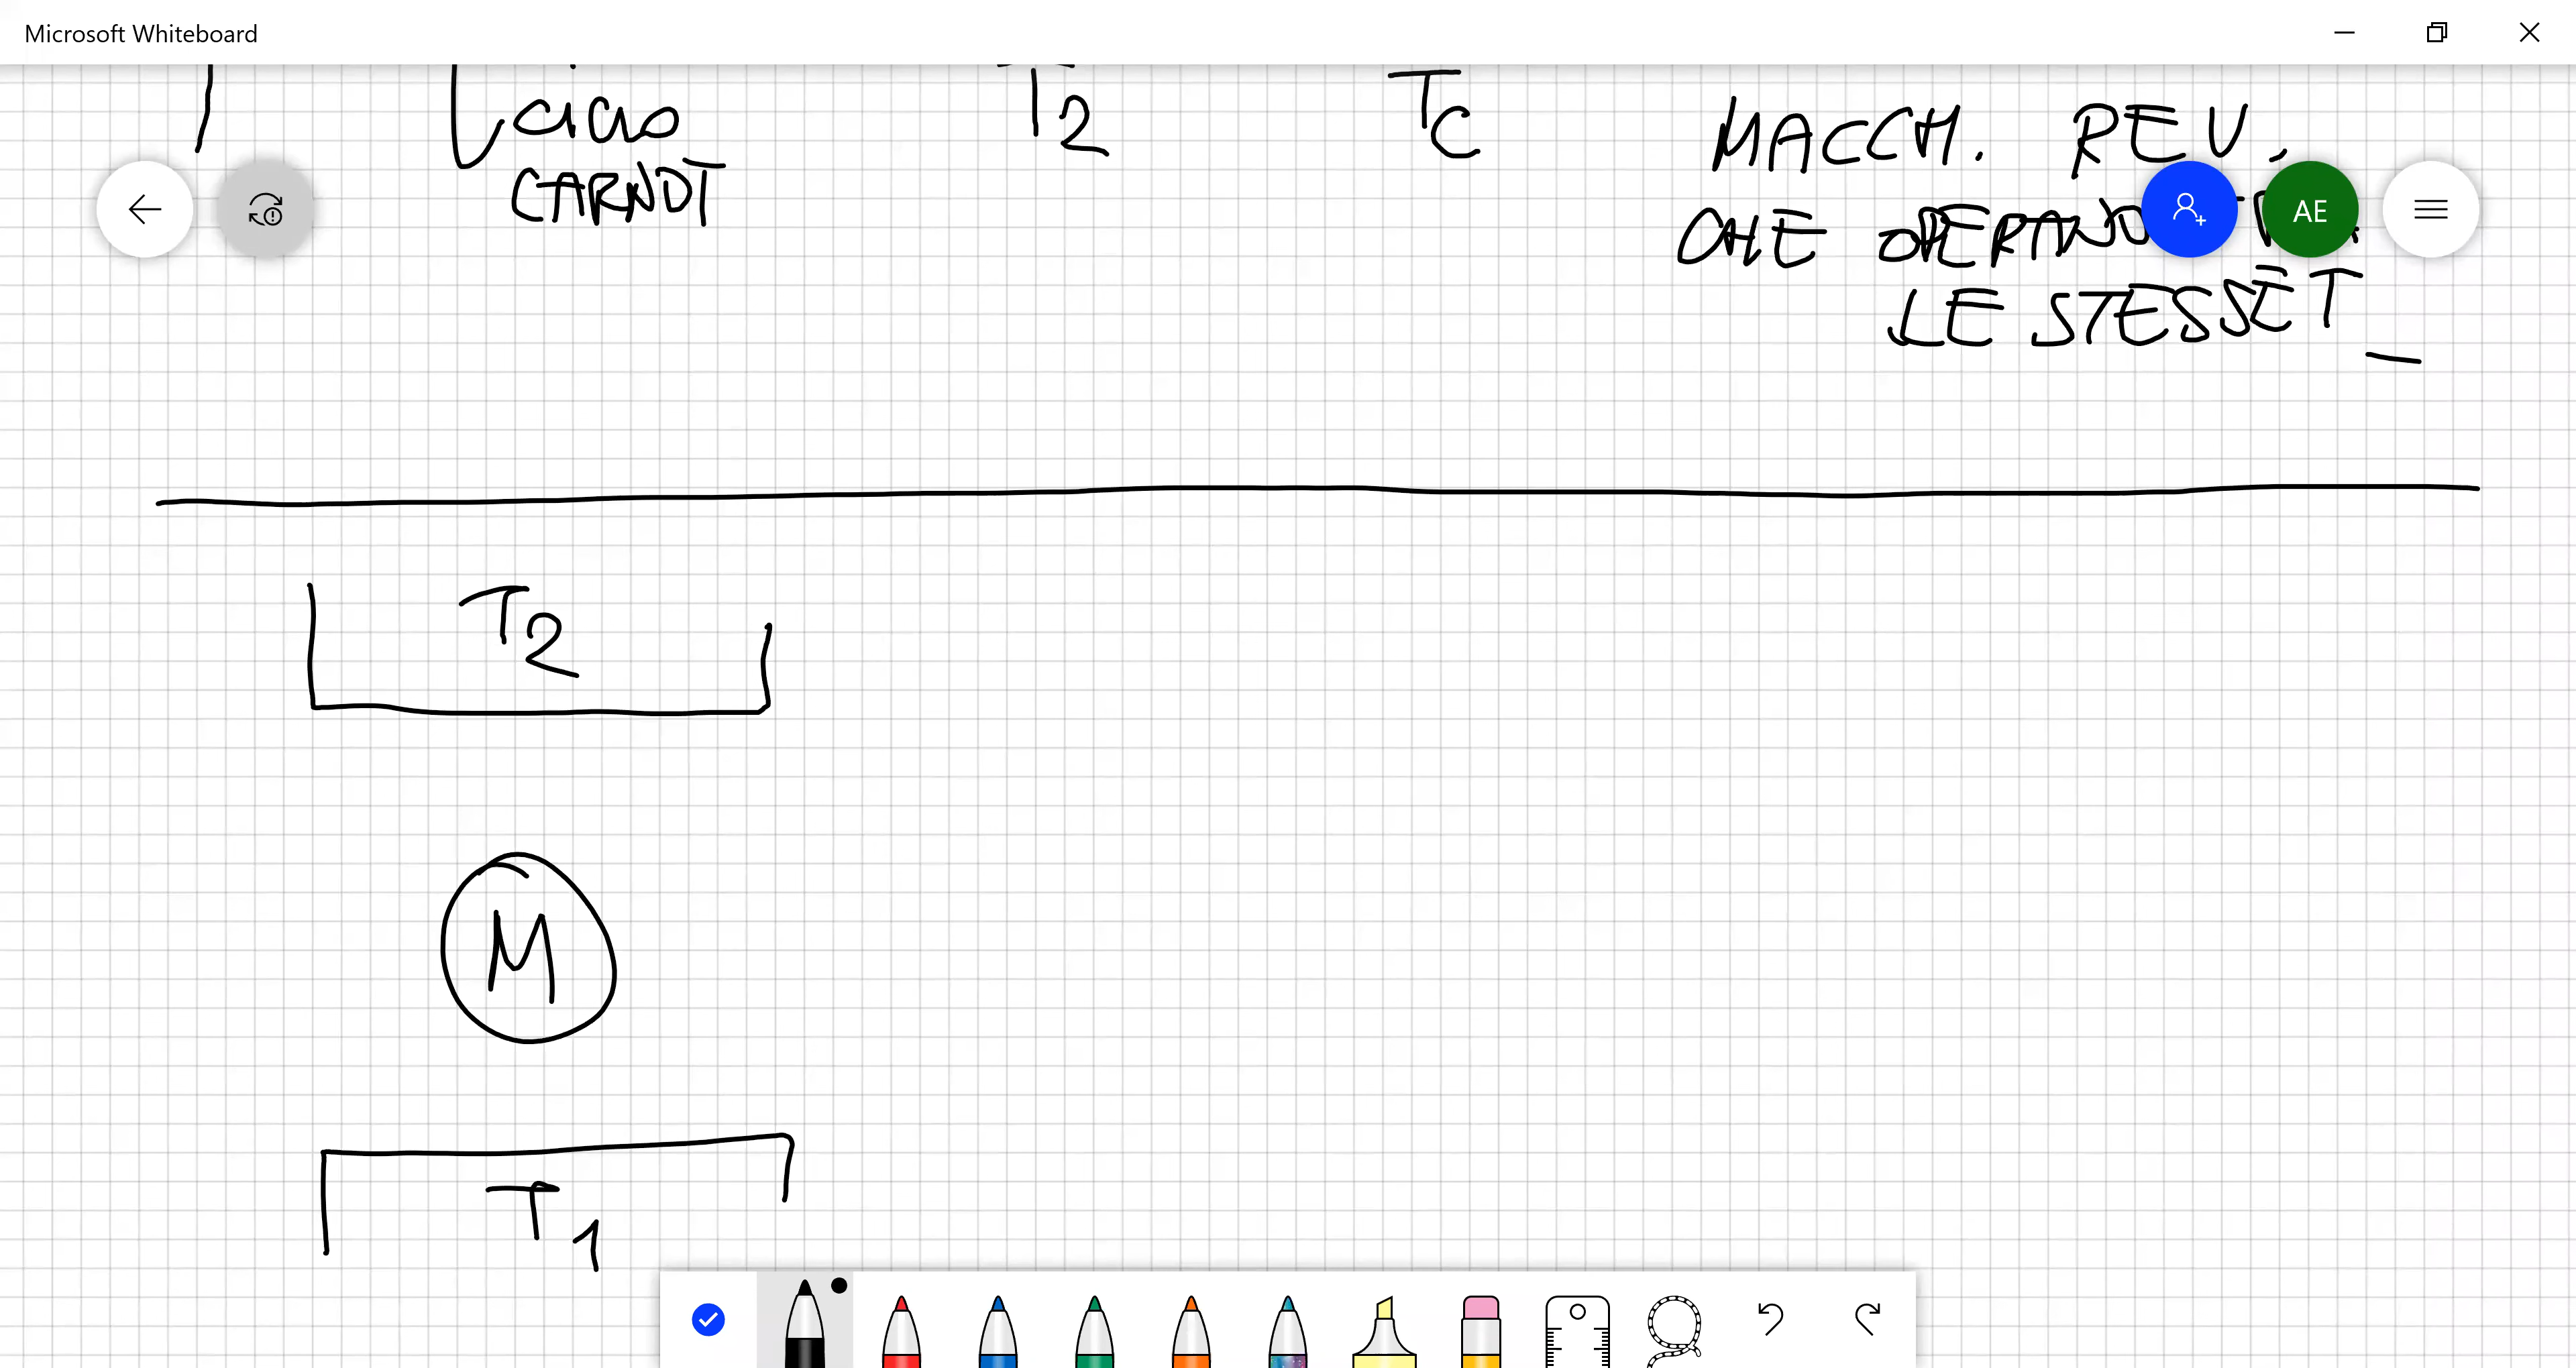 Microsoft Whiteboard
ciclo
CARNOT
T2
TC
MACCH. REV.
CHE OPERANO
LE STESSE T
AE
T2
M
T1